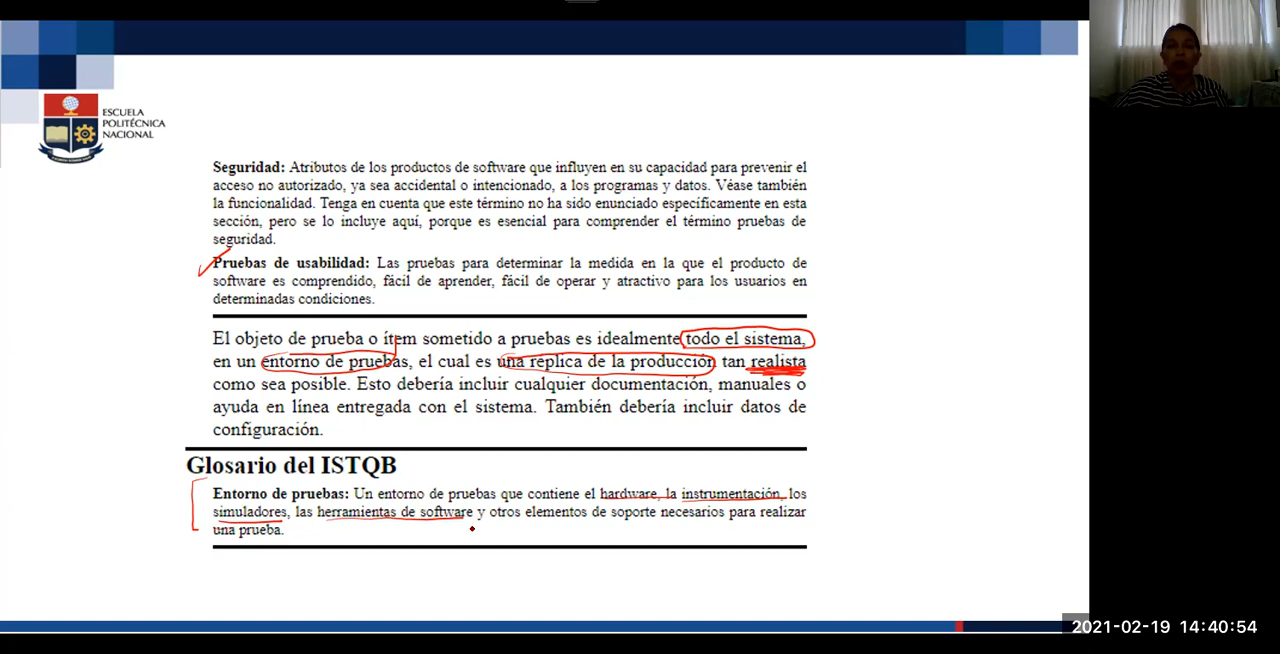 ESCUELA
POLITÉCNICA
NACIONAL
Seguridad: Atributos de los productos de software que influyen en su capacidad para prevenir el
acceso no autorizado, ya sea accidental o intencionado, a los programas y datos. Véase también
la funcionalidad. Tenga en cuenta que este término no ha sido enunciado específicamente en esta
sección, pero se lo incluye aquí, porque es esencial para comprender el término pruebas de
seguridad.
Pruebas de usabilidad: Las pruebas para determinar la medida en la que el producto de
software es comprendido, fácil de aprender, fácil de operar y atractivo para los usuarios en
determinadas condiciones.
El objeto de prueba o ítem sometido a pruebas es idealmente todo el sistema,
en un entorno de pruebas, el cual es una réplica de la producción tan realista
como sea posible. Esto debería incluir cualquier documentación, manuales o
ayuda en línea entregada con el sistema. También debería incluir datos de
configuración.
Glosario del ISTQB
Entorno de pruebas: Un entorno de pruebas que contiene el hardware, la instrumentación, los
simuladores, las herramientas de software y otros elementos de soporte necesarios para realizar
una prueba.
2021-02-19 14:40:54